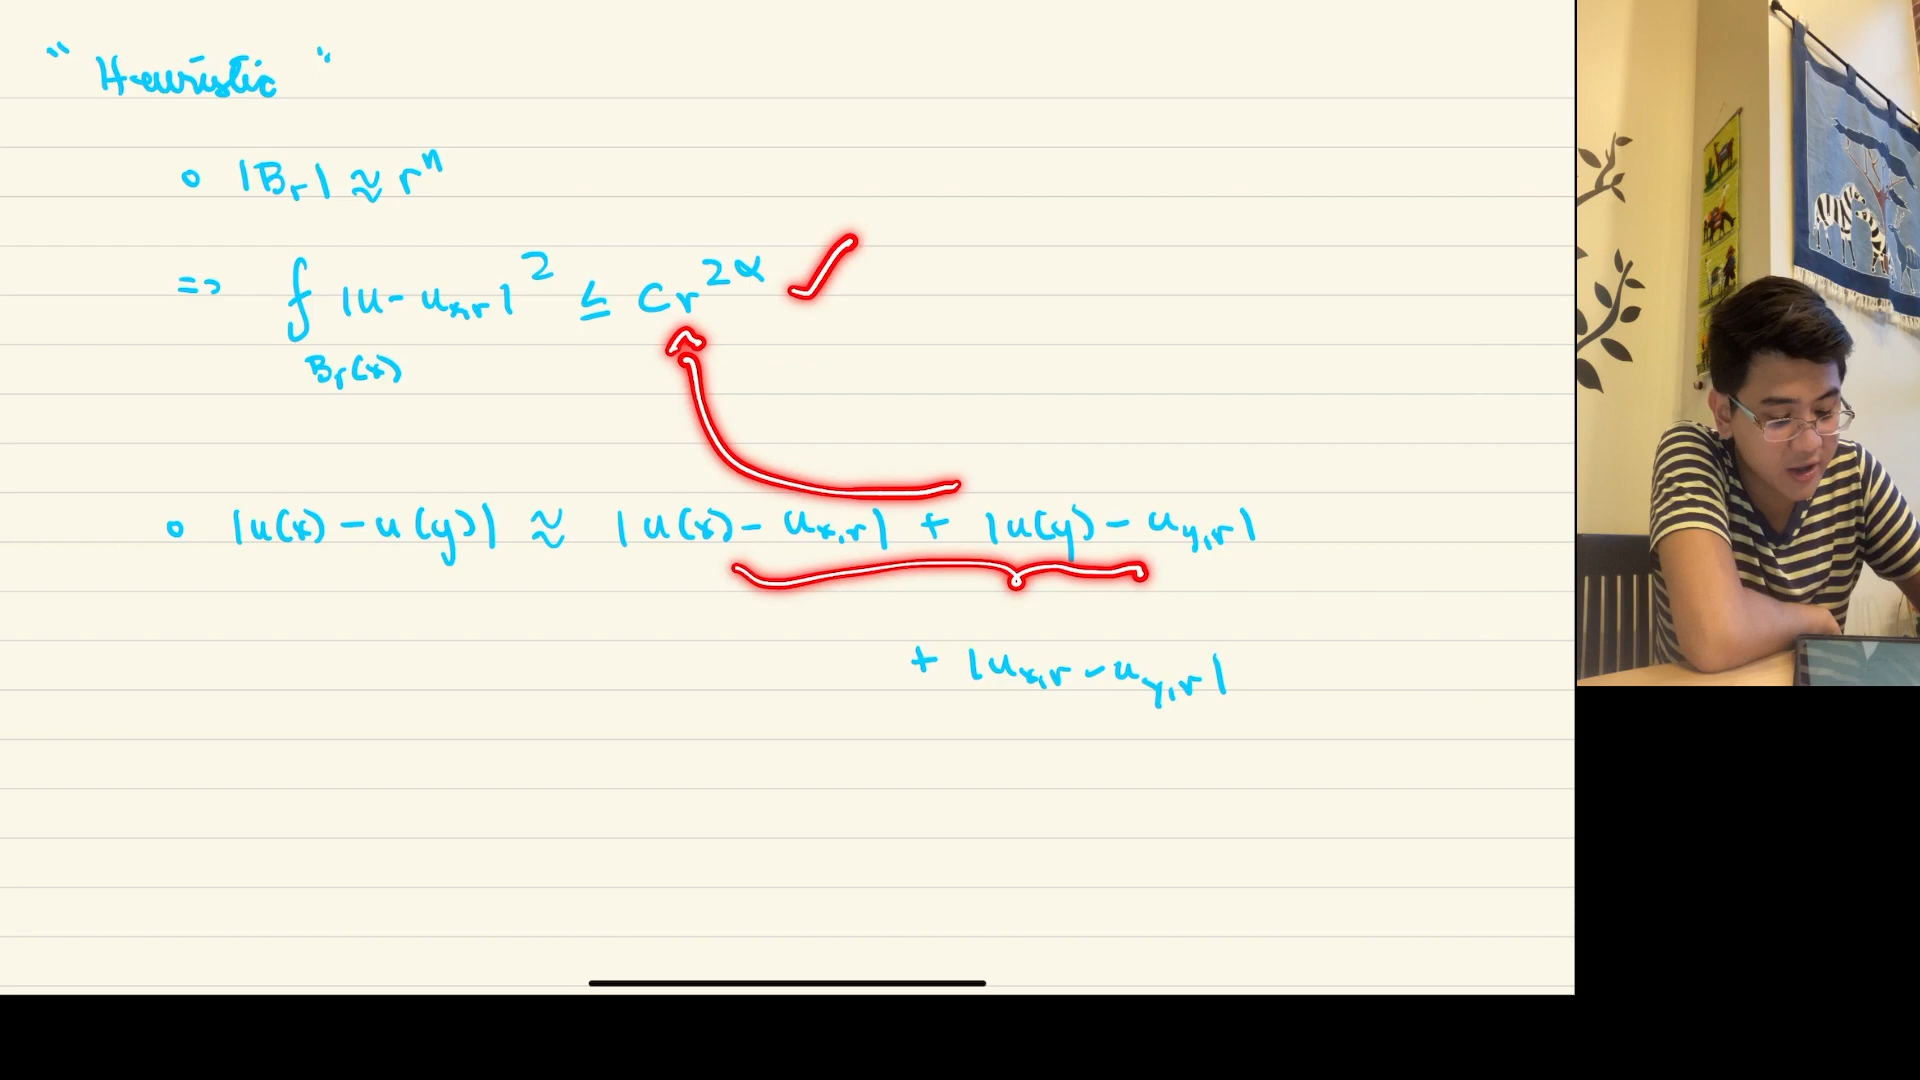 "Heuristic"
∘ |B_r| ≈ r^n
=> ⨍_{B_r(x)} |u - u_{x,r}|^2 ≤ Cr^{2α} ✓
∘ |u(x) - u(y)| ≈ |u(x) - u_{x,r}| + |u(y) - u_{y,r}|
+ |u_{x,r} - u_{y,r}|